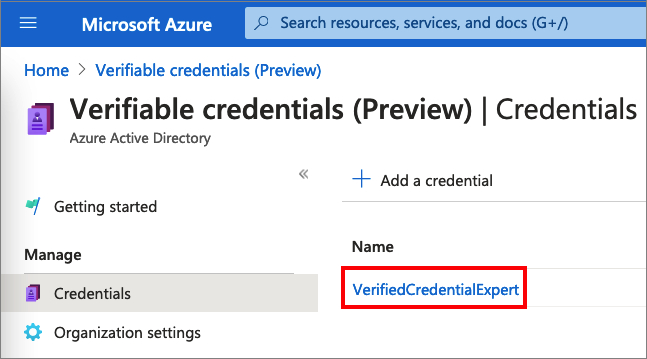 Microsoft Azure
Search resources, services, and docs (G+/)
Home > Verifiable credentials (Preview)
Verifiable credentials (Preview) | Credentials
Azure Active Directory
«
Getting started
Manage
Credentials
Organization settings
+ Add a credential
Name
VerifiedCredentialExpert